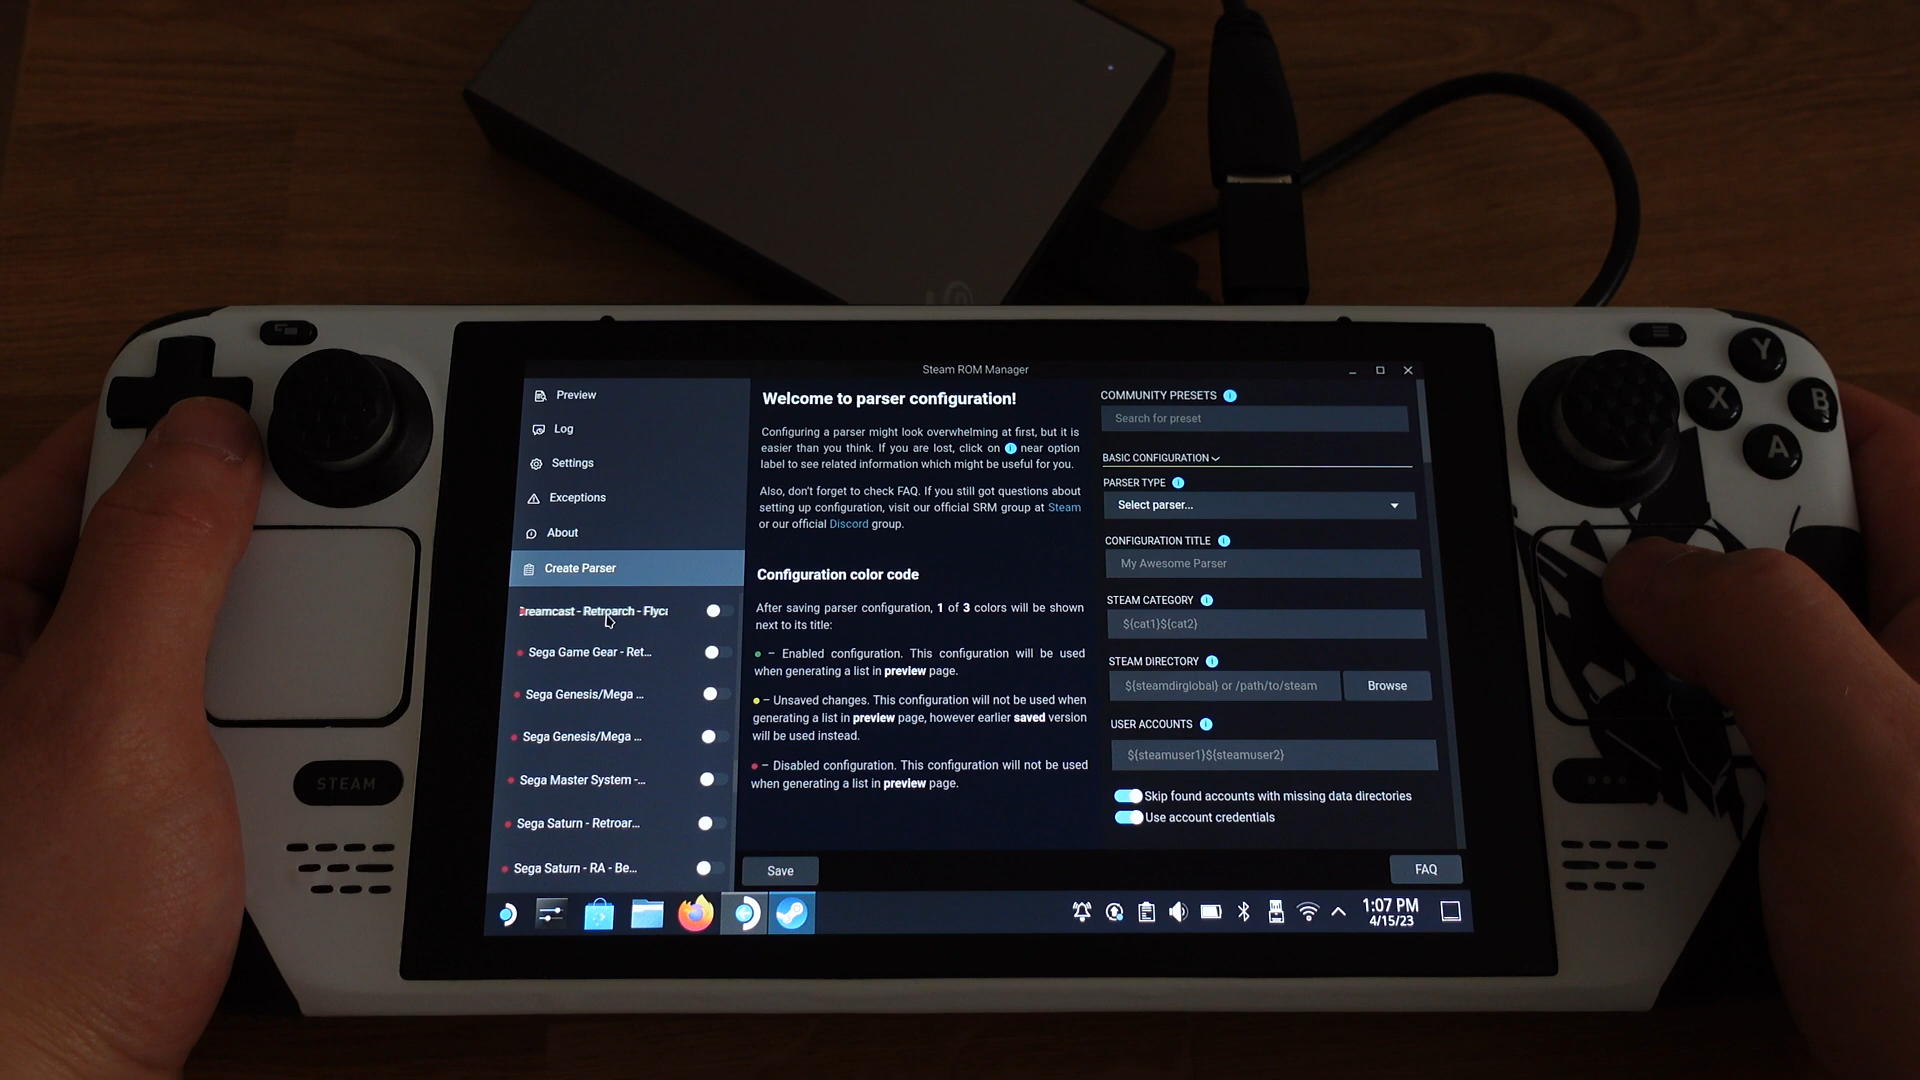 Steam ROM Manager
Preview
Log
Settings
Exceptions
About
Create Parser
Dreamcast - Retroarch - Flyca
Sega Game Gear - Ret...
Sega Genesis/Mega ...
Sega Genesis/Mega ...
Sega Master System -...
Sega Saturn - Retroar...
Sega Saturn - RA - Be...
Welcome to parser configuration!
Configuring a parser might look overwhelming at first, but it is
easier than you think. If you are lost, click on i near option
label to see related information which might be useful for you.
Also, don't forget to check FAQ. If you still got questions about
setting up configuration, visit our official SRM group at Steam
or our official Discord group.
Configuration color code
After saving parser configuration, 1 of 3 colors will be shown
next to its title:
● – Enabled configuration. This configuration will be used
when generating a list in preview page.
● – Unsaved changes. This configuration will not be used when
generating a list in preview page, however earlier saved version
will be used instead.
● – Disabled configuration. This configuration will not be used
when generating a list in preview page.
Save
COMMUNITY PRESETS i
Search for preset
BASIC CONFIGURATION
PARSER TYPE i
Select parser...
CONFIGURATION TITLE i
My Awesome Parser
STEAM CATEGORY i
${cat1}${cat2}
STEAM DIRECTORY i
${steamdirglobal} or /path/to/steam
Browse
USER ACCOUNTS i
${steamuser1}${steamuser2}
Skip found accounts with missing data directories
Use account credentials
FAQ
1:07 PM
4/15/23
STEAM
Y
X
B
A